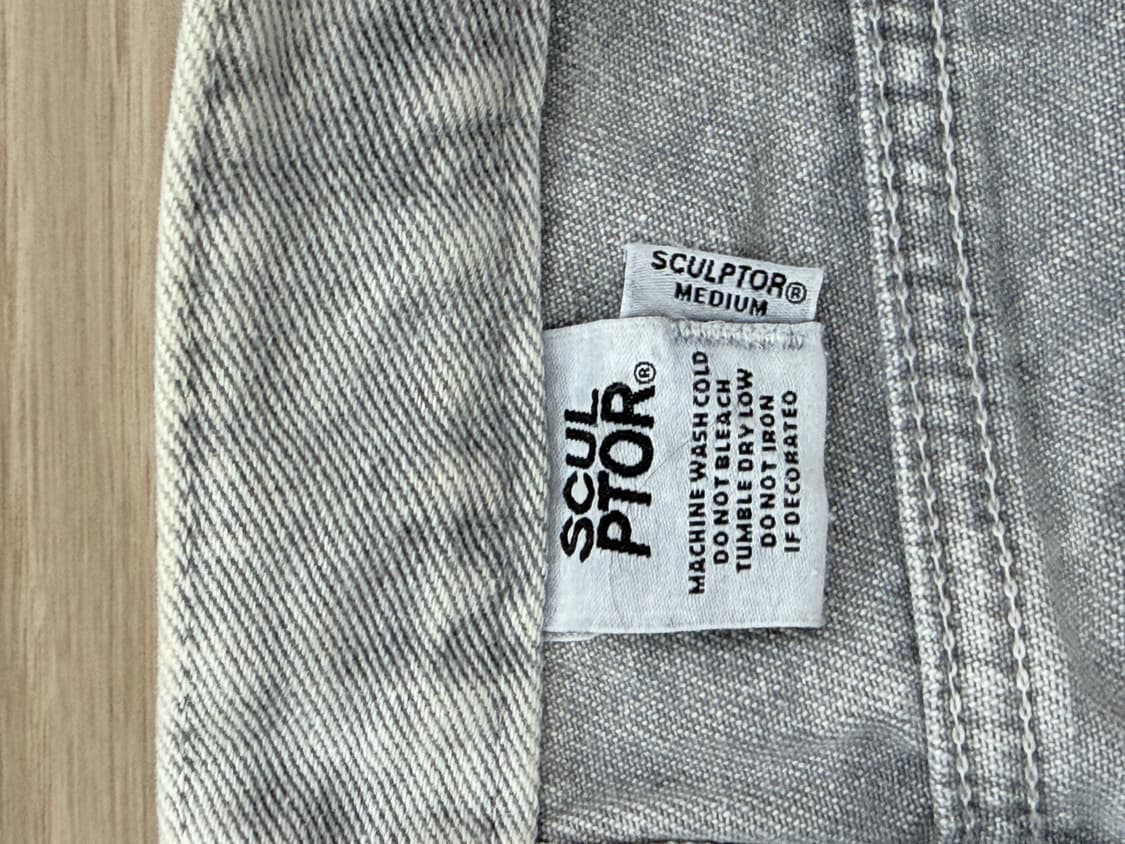 SCULPTOR®
MEDIUM
SCUL
PTOR®
MACHINE WASH COLD
DO NOT BLEACH
TUMBLE DRY LOW
DO NOT IRON
IF DECORATED